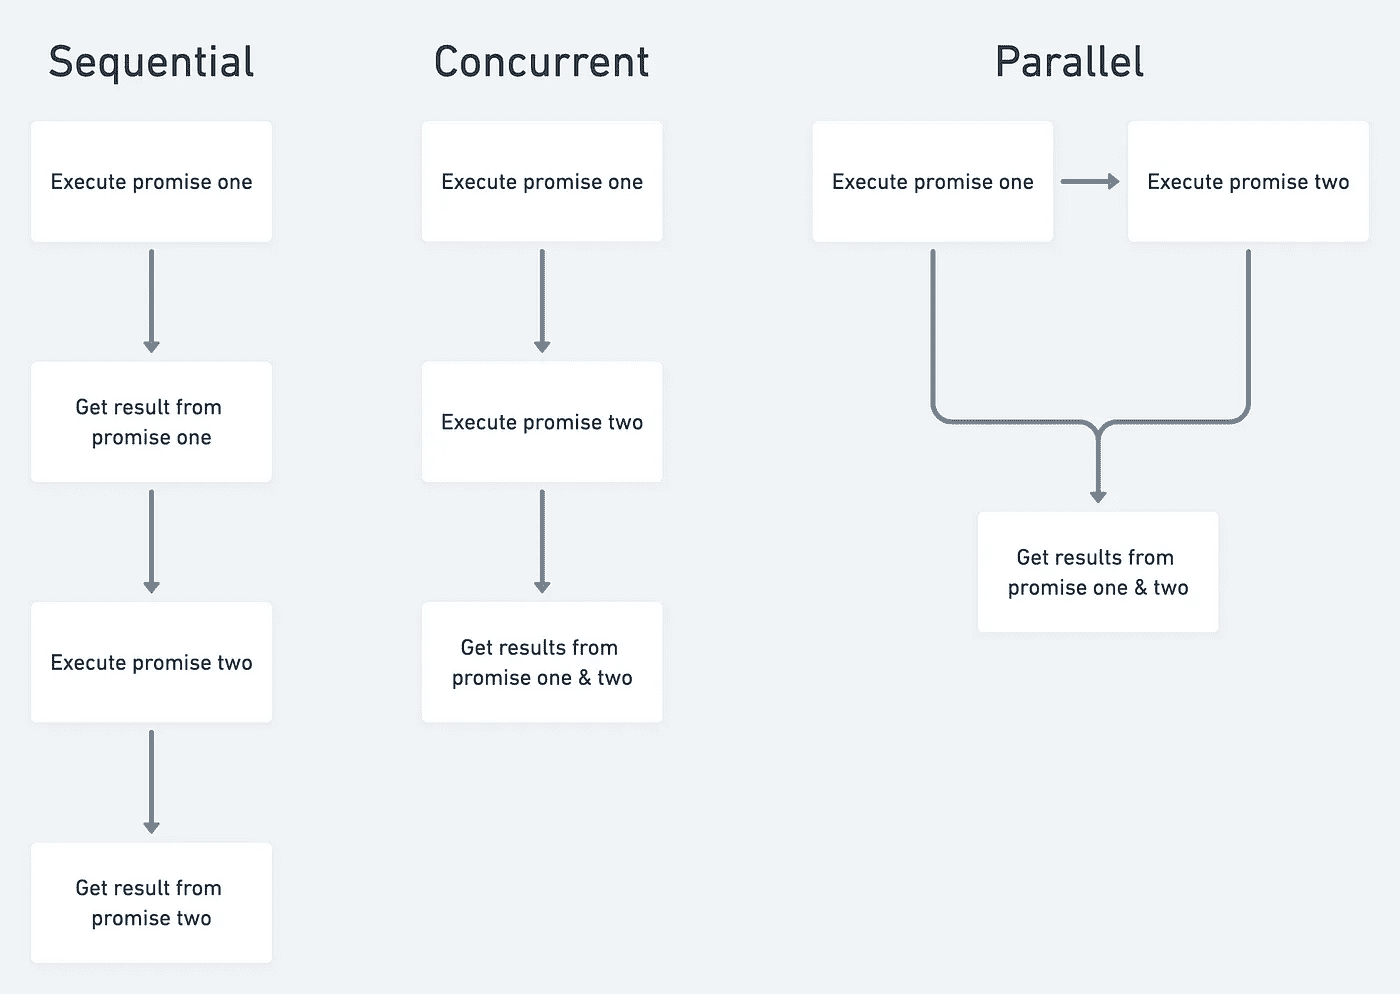 Sequential
Execute promise one
Get result from
promise one
Execute promise two
Get result from
promise two
Concurrent
Execute promise one
Execute promise two
Get results from
promise one & two
Parallel
Execute promise one
Execute promise two
Get results from
promise one & two